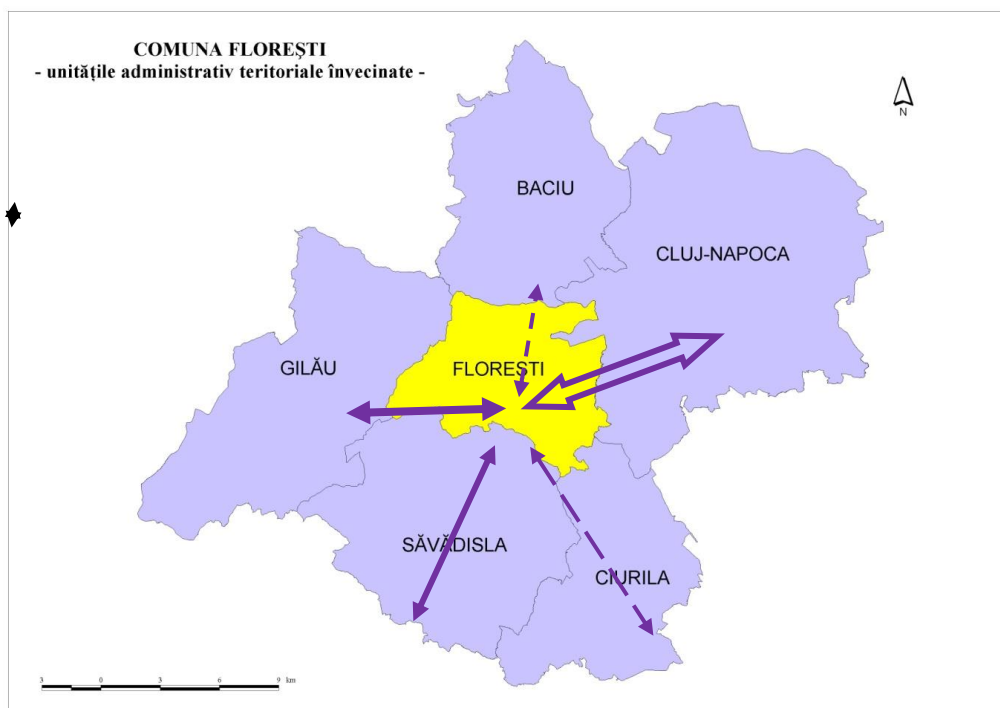 COMUNA FLOREȘTI
- unitățile administrativ teritoriale învecinate -
N
BACIU
CLUJ-NAPOCA
GILĂU
FLOREȘTI
SĂVĂDISLA
CIURILA
3 0 3 6 9 km